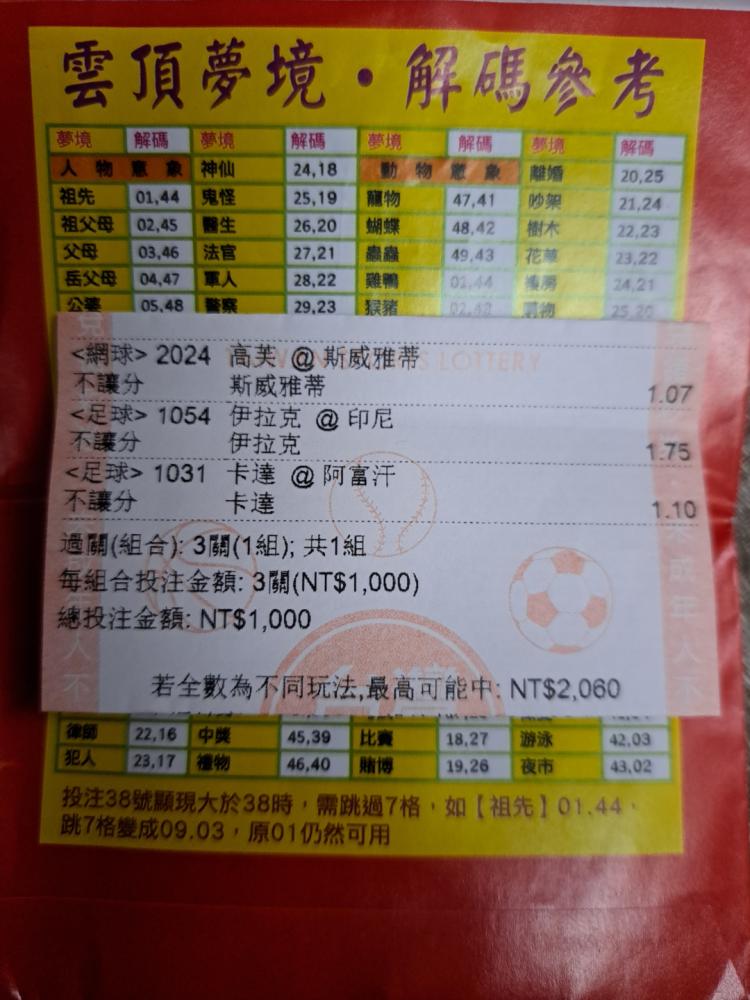 雲頂夢境·解碼參考
夢境 解碼 夢境 解碼 夢境 解碼 夢境 解碼
人物意象 神仙 24,18 動物意象 離婚 20,25
祖先 01,44 鬼怪 25,19 寵物 47,41 吵架 21,24
祖父母 02,45 醫生 26,20 蝴蝶 48,42 樹木 22,23
父母 03,46 法官 27,21 蟲蟲 49,43 花草 23,22
岳父母 04,47 軍人 28,22 雞鴨 01,44 樓房 24,21
公婆 05,48 警察 29,23 猴豬 02,43 25,20
TAIWAN SPORTS LOTTERY
<網球> 2024 高芙 @ 斯威雅蒂
不讓分 斯威雅蒂 1.07
<足球> 1054 伊拉克 @ 印尼
不讓分 伊拉克 1.75
<足球> 1031 卡達 @ 阿富汗
不讓分 卡達 1.10
過關(組合): 3關(1組); 共1組
每組合投注金額: 3關(NT$1,000)
總投注金額: NT$1,000
若全數為不同玩法,最高可能中: NT$2,060
律師 22,16 中獎 45,39 比賽 18,27 游泳 42,03
犯人 23,17 禮物 46,40 賭博 19,26 夜市 43,02
投注38號顯現大於38時，需跳過7格，如【祖先】01.44，
跳7格變成09.03，原01仍然可用